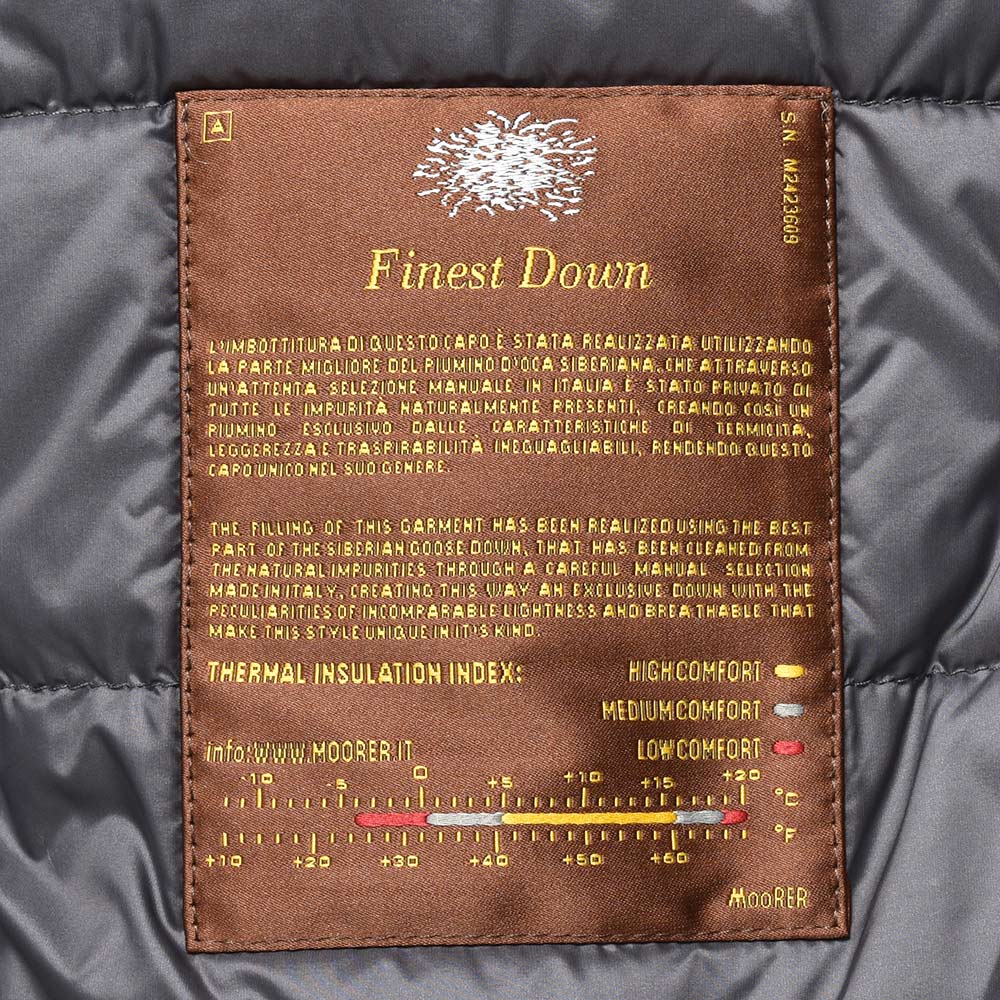 A
S.N. M2423609
Finest Down
L'IMBOTTITURA DI QUESTO CAPO È STATA REALIZZATA UTILIZZANDO
LA PARTE MIGLIORE DEL PIUMINO D'OCA SIBERIANA, CHE ATTRAVERSO
UN'ATTENTA SELEZIONE MANUALE IN ITALIA È STATO PRIVATO DI
TUTTE LE IMPURITÀ NATURALMENTE PRESENTI, CREANDO COSÌ UN
PIUMINO ESCLUSIVO DALLE CARATTERISTICHE DI TERMICITÀ,
LEGGEREZZA E TRASPIRABILITÀ INEGUAGLIABILI, RENDENDO QUESTO
CAPO UNICO NEL SUO GENERE.
THE FILLING OF THIS GARMENT HAS BEEN REALIZED USING THE BEST
PART OF THE SIBERIAN GOOSE DOWN, THAT HAS BEEN CLEANED FROM
THE NATURAL IMPURITIES THROUGH A CAREFUL MANUAL SELECTION
MADE IN ITALY, CREATING THIS WAY AN EXCLUSIVE DOWN WITH THE
PECULIARITIES OF INCOMPARABLE LIGHTNESS AND BREATHABLE THAT
MAKE THIS STYLE UNIQUE IN IT'S KIND.
THERMAL INSULATION INDEX: HIGH COMFORT
MEDIUM COMFORT
info: WWW.MOORER.IT LOW COMFORT
-10 -5 0 +5 +10 +15 +20
°C
°F
+10 +20 +30 +40 +50 +60
MOORER